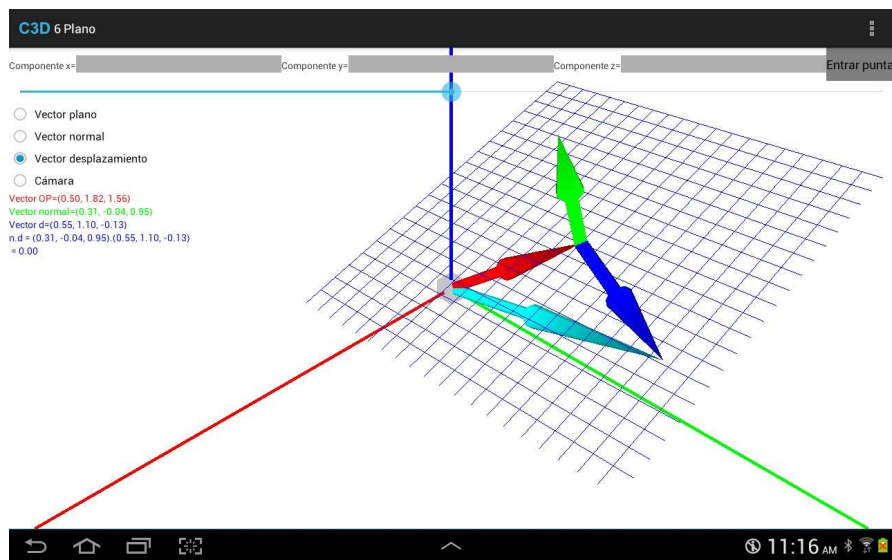 C3D 6 Plano
Componente x= Componente y= Componente z= Entrar punta
Vector plano
Vector normal
Vector desplazamiento
Cámara
Vector OP=(0.50, 1.82, 1.56)
Vector normal=(0.31, -0.04, 0.95)
Vector d=(0.55, 1.10, -0.13)
n.d = (0.31, -0.04, 0.95).(0.55, 1.10, -0.13)
= 0.00
11:16 AM